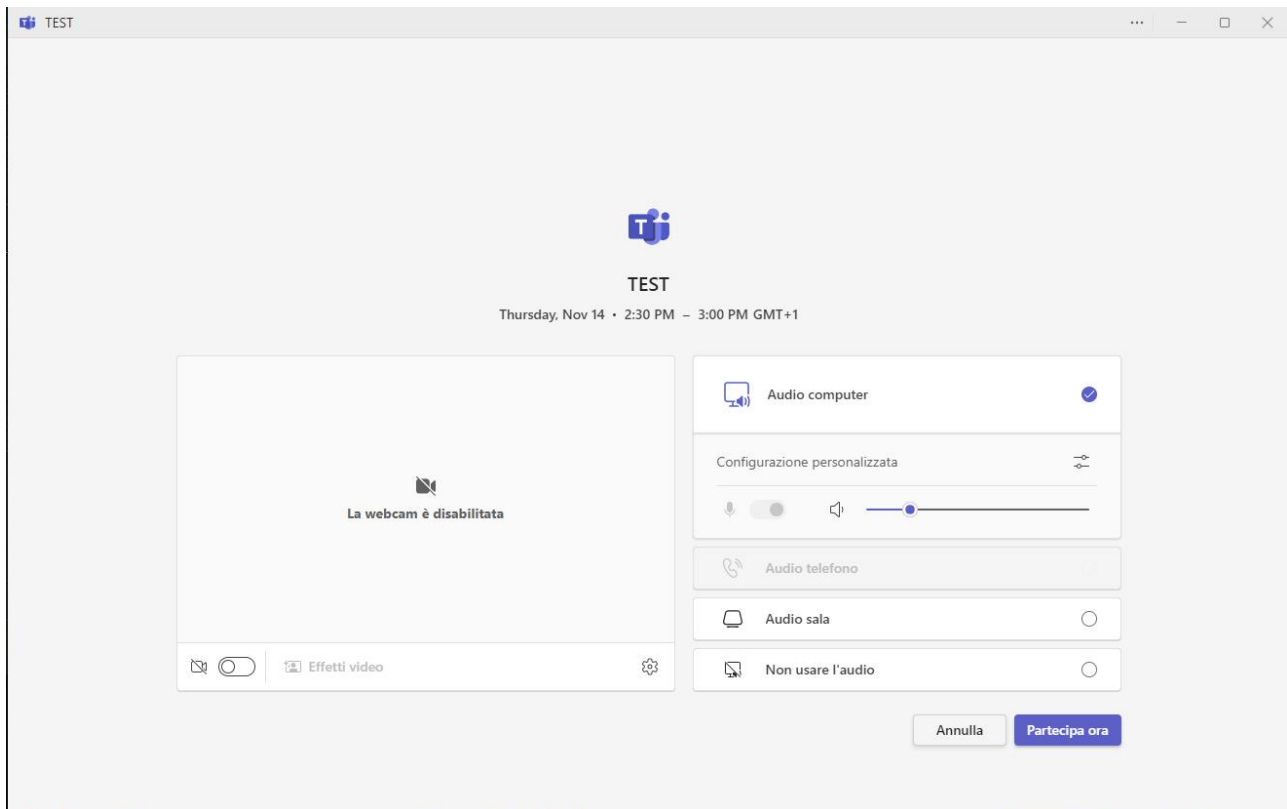 TEST
TEST
Thursday, Nov 14 • 2:30 PM – 3:00 PM GMT+1
La webcam è disabilitata
Effetti video
Audio computer
Configurazione personalizzata
Audio telefono
Audio sala
Non usare l'audio
Annulla
Partecipa ora